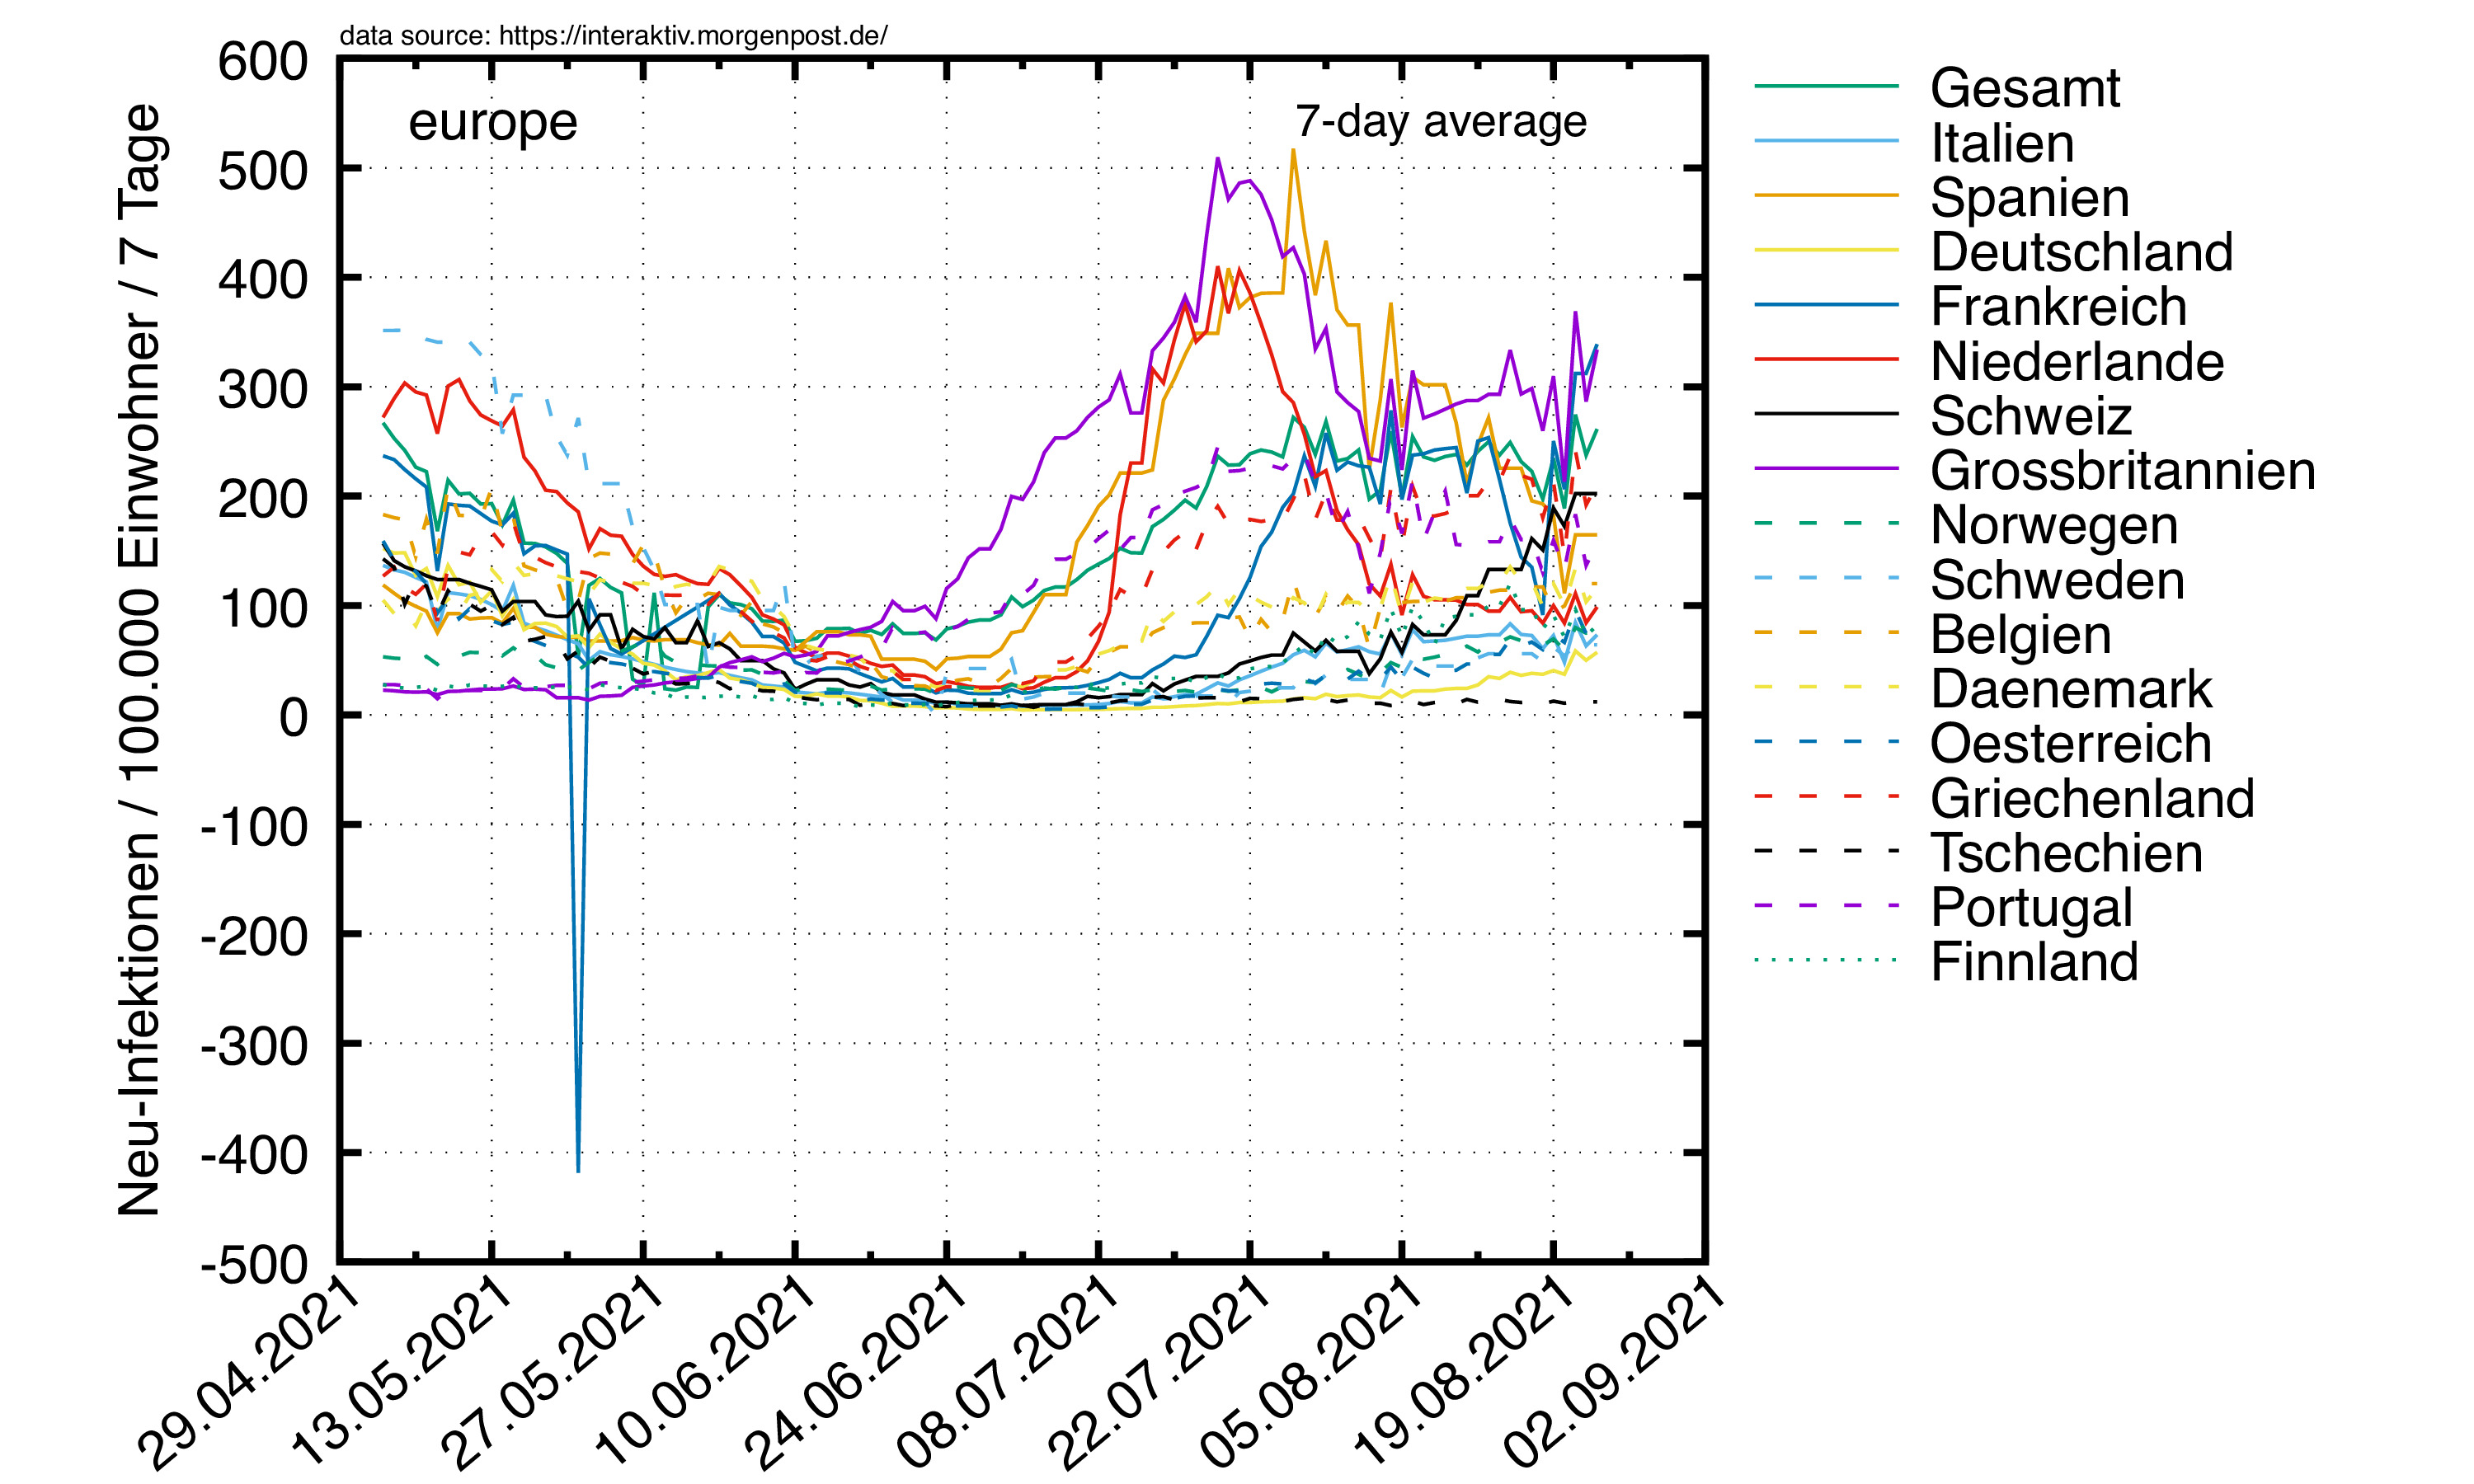 data source: https://interaktiv.morgenpost.de/
europe
7-day average
Neu-Infektionen / 100.000 Einwohner / 7 Tage
600
500
400
300
200
100
0
-100
-200
-300
-400
-500
29.04.2021
13.05.2021
27.05.2021
10.06.2021
24.06.2021
08.07.2021
22.07.2021
05.08.2021
19.08.2021
02.09.2021
Gesamt
Italien
Spanien
Deutschland
Frankreich
Niederlande
Schweiz
Grossbritannien
Norwegen
Schweden
Belgien
Daenemark
Oesterreich
Griechenland
Tschechien
Portugal
Finnland